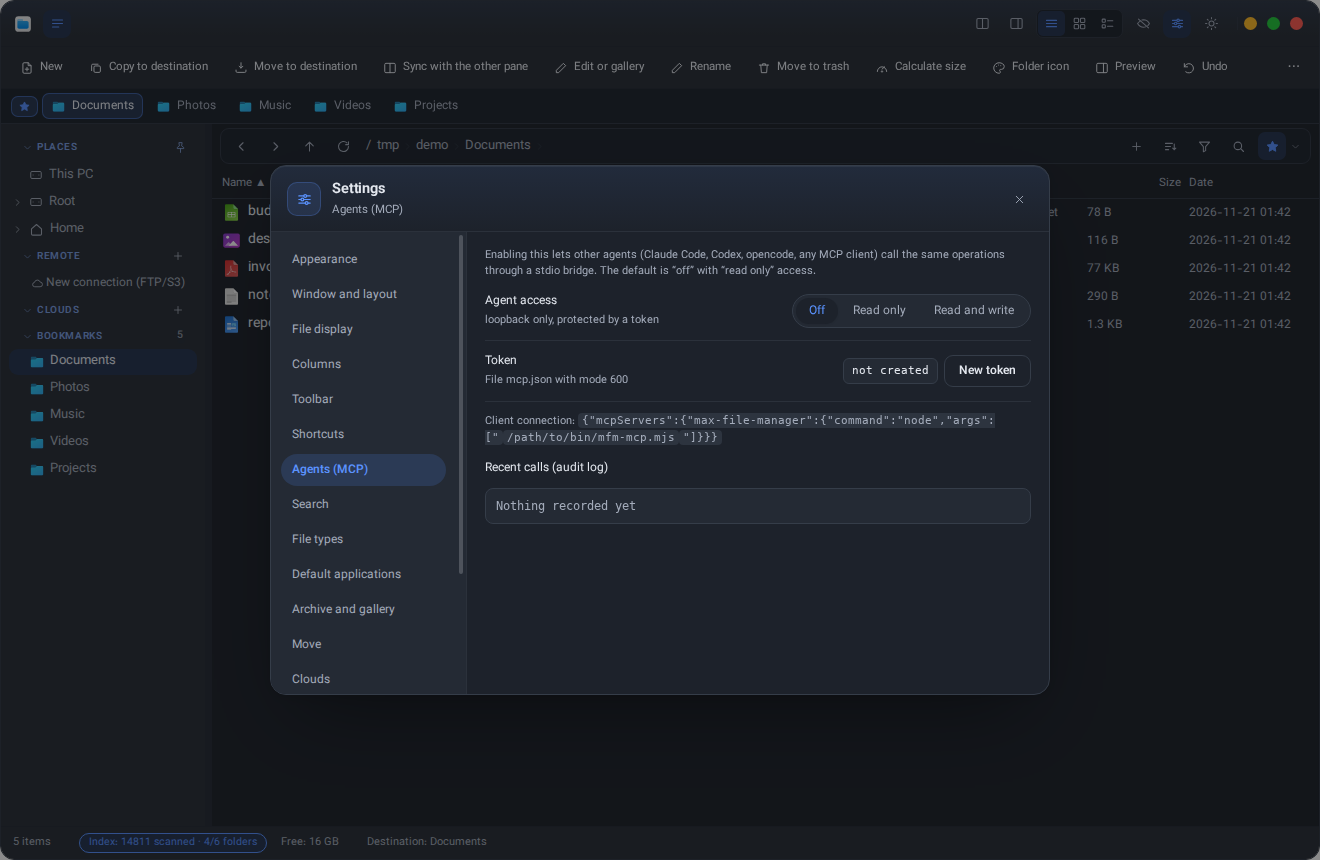 New
Copy to destination
Move to destination
Sync with the other pane
Edit or gallery
Rename
Move to trash
Calculate size
Folder icon
Preview
Undo
Documents
Photos
Music
Videos
Projects
PLACES
This PC
Root
Home
REMOTE
New connection (FTP/S3)
CLOUDS
BOOKMARKS 5
Documents
Photos
Music
Videos
Projects
/ tmp demo Documents
Name ▲ Size Date
78 B 2026-11-21 01:42
116 B 2026-11-21 01:42
77 KB 2026-11-21 01:42
290 B 2026-11-21 01:42
1.3 KB 2026-11-21 01:42
Settings
Agents (MCP)
Appearance
Window and layout
File display
Columns
Toolbar
Shortcuts
Agents (MCP)
Search
File types
Default applications
Archive and gallery
Move
Clouds
Enabling this lets other agents (Claude Code, Codex, opencode, any MCP client) call the same operations
through a stdio bridge. The default is “off” with “read only” access.
Agent access
loopback only, protected by a token
Off Read only Read and write
Token
File mcp.json with mode 600
not created New token
Client connection: {"mcpServers":{"max-file-manager":{"command":"node","args":
[" /path/to/bin/mfm-mcp.mjs "]}}}
Recent calls (audit log)
Nothing recorded yet
5 items
Index: 14811 scanned · 4/6 folders
Free: 16 GB
Destination: Documents